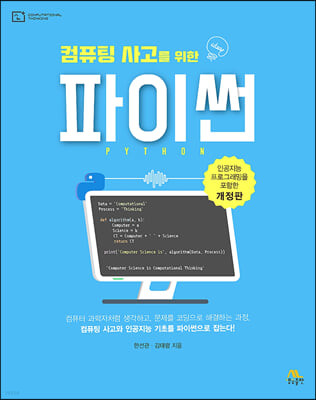 COMPUTATIONAL
THINKING
컴퓨팅 사고를 위한
idea
파이썬
PYTHON
인공지능
프로그래밍을
포함한
개정판
Data = 'Computational'
Process = 'Thinking'
def algorithm(a, b):
Computer = a
Science = b
CT = Computer + ' ' + Science
return CT
print('Computer Science is', algorithm(Data, Process))
'Computer Science is Computational Thinking'
컴퓨터 과학자처럼 생각하고, 문제를 코딩으로 해결하는 과정,
컴퓨팅 사고와 인공지능 기초를 파이썬으로 잡는다!
한선관 · 김태령 지음